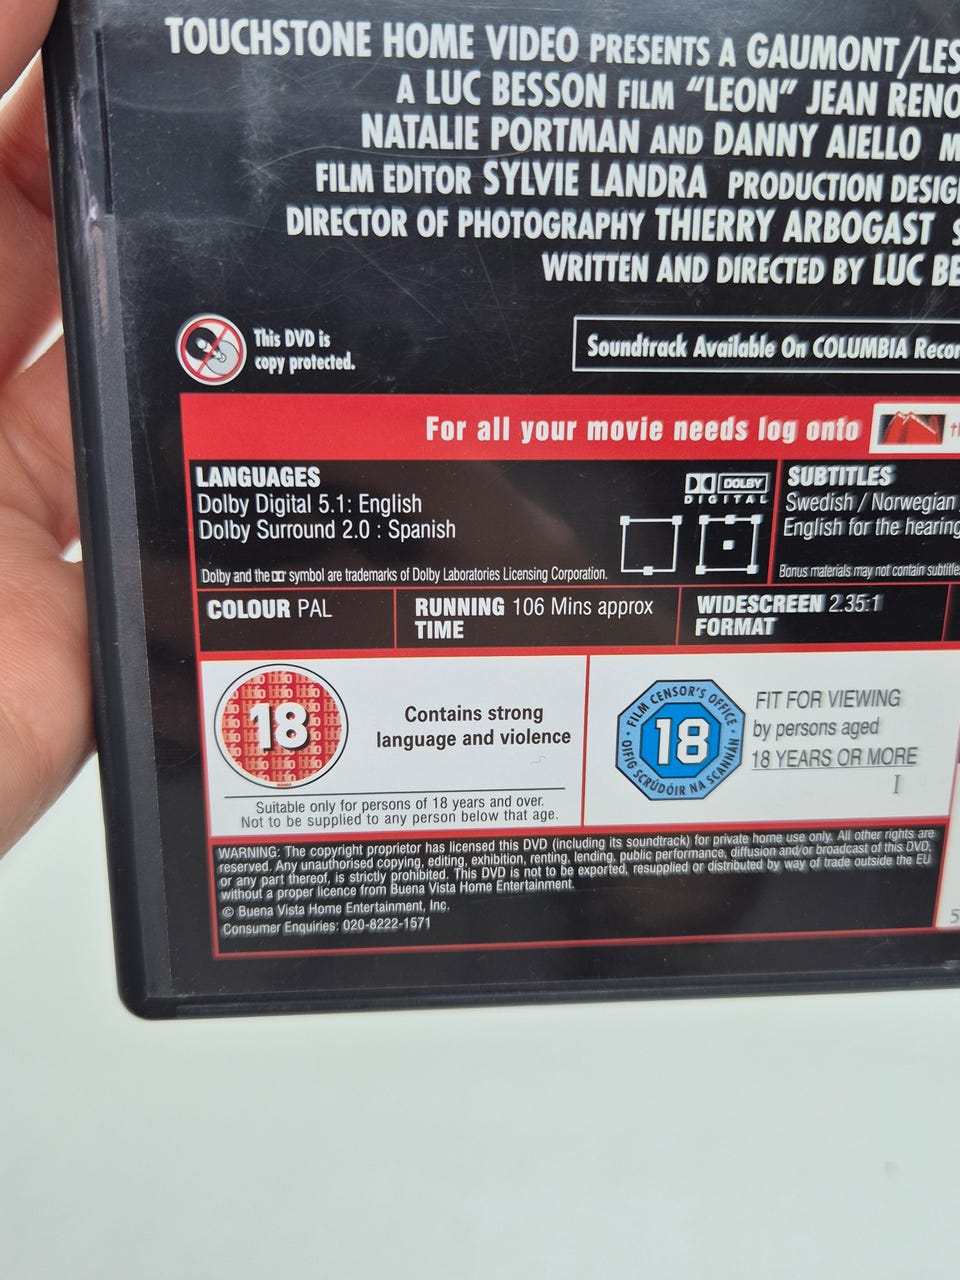 TOUCHSTONE HOME VIDEO PRESENTS A GAUMONT/LES
A LUC BESSON FILM "LEON" JEAN RENO
NATALIE PORTMAN AND DANNY AIELLO M
FILM EDITOR SYLVIE LANDRA PRODUCTION DESIG
DIRECTOR OF PHOTOGRAPHY THIERRY ARBOGAST
WRITTEN AND DIRECTED BY LUC BE
This DVD is
copy protected.
Soundtrack Available On COLUMBIA Recor
For all your movie needs log onto
LANGUAGES
Dolby Digital 5.1: English
Dolby Surround 2.0 : Spanish
DOLBY
DIGITAL
Dolby and the symbol are trademarks of Dolby Laboratories Licensing Corporation.
SUBTITLES
Swedish / Norwegian
English for the hearing
Bonus materials may not contain subtitle
COLOUR PAL
RUNNING 106 Mins approx
TIME
WIDESCREEN 2.35:1
FORMAT
18
Contains strong
language and violence
Suitable only for persons of 18 years and over.
Not to be supplied to any person below that age.
FILM CENSOR'S OFFICE
18
OIFIG SCRÚDÓIR NA SCANNÁN
FIT FOR VIEWING
by persons aged
18 YEARS OR MORE
I
WARNING: The copyright proprietor has licensed this DVD (including its soundtrack) for private home use only. All other rights are
reserved. Any unauthorised copying, editing, exhibition, renting, lending, public performance, diffusion and/or broadcast of this DVD,
or any part thereof, is strictly prohibited. This DVD is not to be exported, resupplied or distributed by way of trade outside the EU
without a proper licence from Buena Vista Home Entertainment.
© Buena Vista Home Entertainment, Inc.
Consumer Enquiries: 020-8222-1571
5